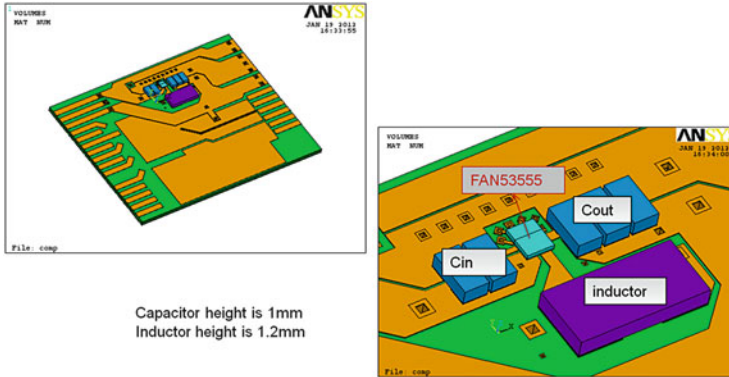 VOLUMES
MAT NUM
ANSYS
JAN 19 2012
16:33:55
File: comp
VOLUMES
MAT NUM
ANSYS
JAN 19 2012
16:34:00
FAN53555
Cout
Cin
inductor
File: comp
Capacitor height is 1mm
Inductor height is 1.2mm